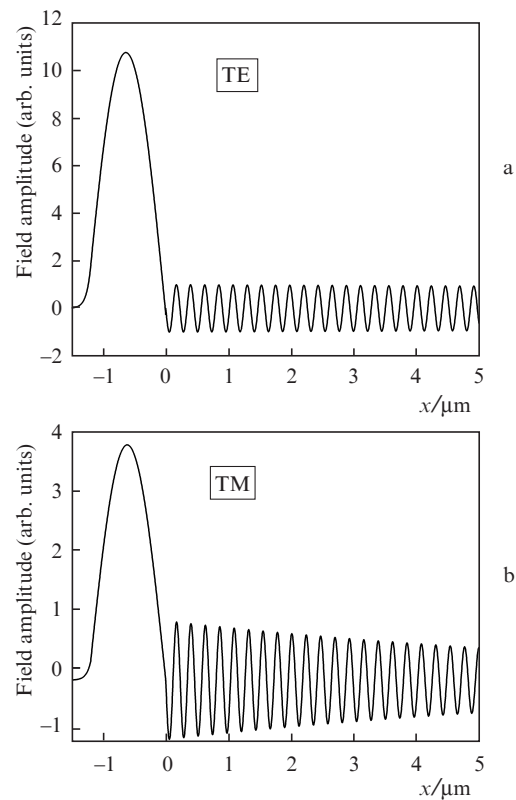 Field amplitude (arb. units)
12
10
8
6
4
2
0
−2
TE
a
−1 0 1 2 3 4 5
x/μm
Field amplitude (arb. units)
4
3
2
1
0
−1
TM
b
−1 0 1 2 3 4 5
x/μm